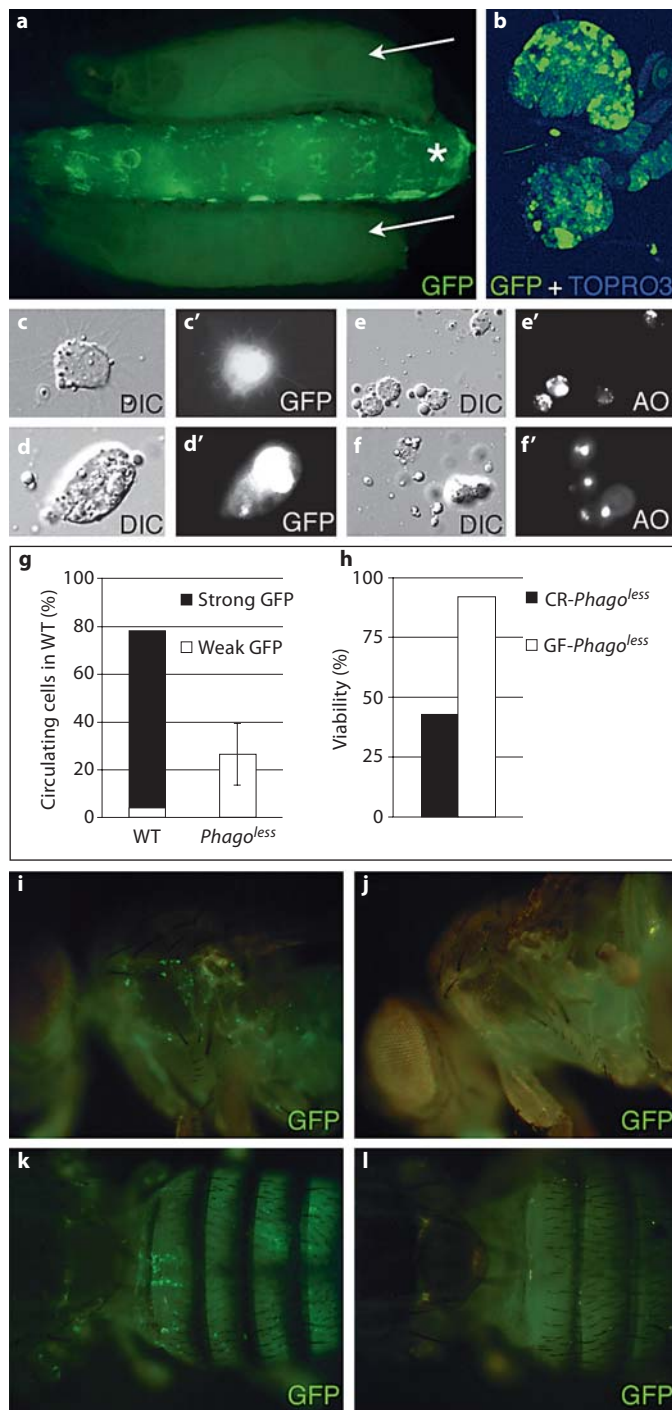 a
*
GFP
b
GFP + TOPRO3
c
DIC
c'
GFP
e
DIC
e'
AO
d
DIC
d'
GFP
f
DIC
f'
AO
g
100
80
60
40
20
0
Circulating cells in WT (%)
Strong GFP
Weak GFP
WT
Phagoless
h
100
75
50
25
0
Viability (%)
CR-Phagoless
GF-Phagoless
i
GFP
j
GFP
k
GFP
l
GFP